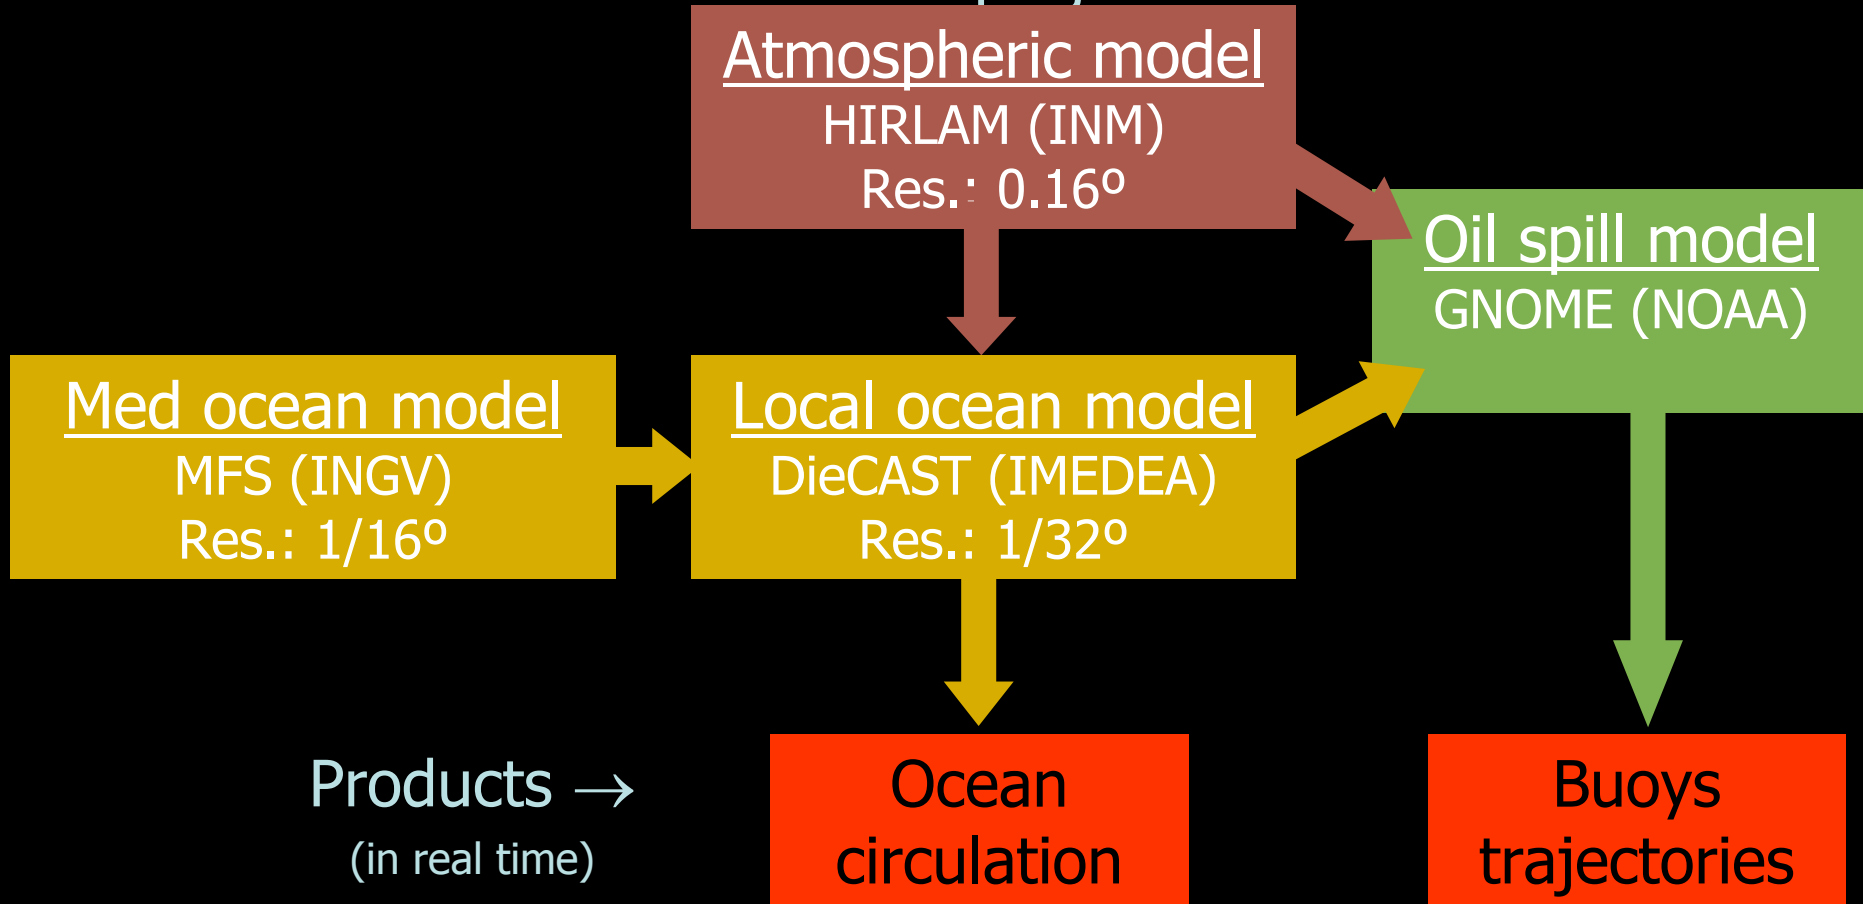 Atmospheric model
HIRLAM (INM)
Res.: 0.16º
Oil spill model
GNOME (NOAA)
Med ocean model
MFS (INGV)
Res.: 1/16º
Local ocean model
DieCAST (IMEDEA)
Res.: 1/32º
Products →
(in real time)
Ocean
circulation
Buoys
trajectories